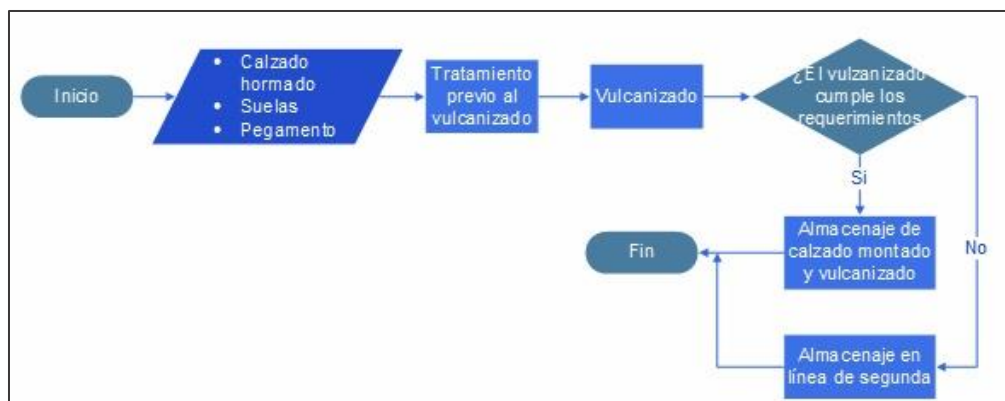 Inicio
• Calzado
hormado
• Suelas
• Pegamento
Tratamiento
previo al
vulcanizado
Vulcanizado
¿El vulzanizado
cumple los
requerimientos
Si
No
Almacenaje de
calzado montado
y vulcanizado
Fin
Almacenaje en
línea de segunda